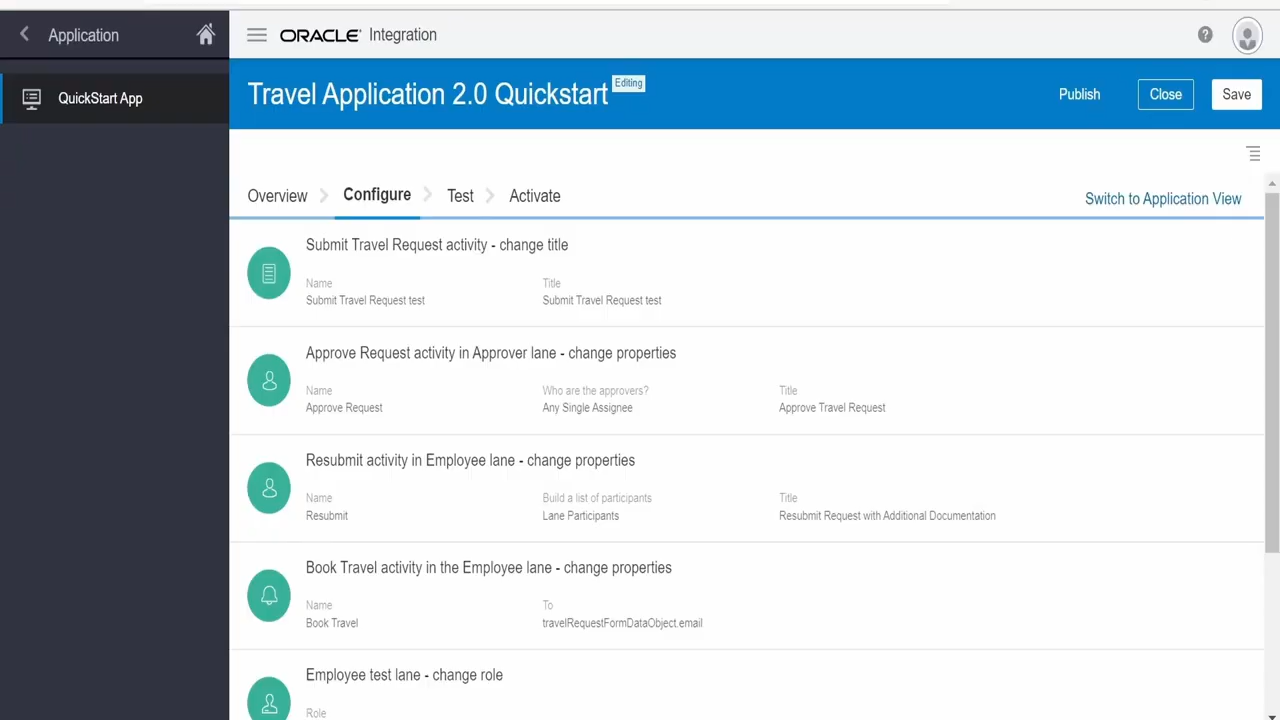 Application
ORACLE Integration
QuickStart App
Travel Application 2.0 Quickstart Editing
Publish
Close
Save
Overview
Configure
Test
Activate
Switch to Application View
Submit Travel Request activity - change title
Name Title
Submit Travel Request test Submit Travel Request test
Approve Request activity in Approver lane - change properties
Name Who are the approvers? Title
Approve Request Any Single Assignee Approve Travel Request
Resubmit activity in Employee lane - change properties
Name Build a list of participants Title
Resubmit Lane Participants Resubmit Request with Additional Documentation
Book Travel activity in the Employee lane - change properties
Name To
Book Travel travelRequestFormDataObject.email
Employee test lane - change role
Role